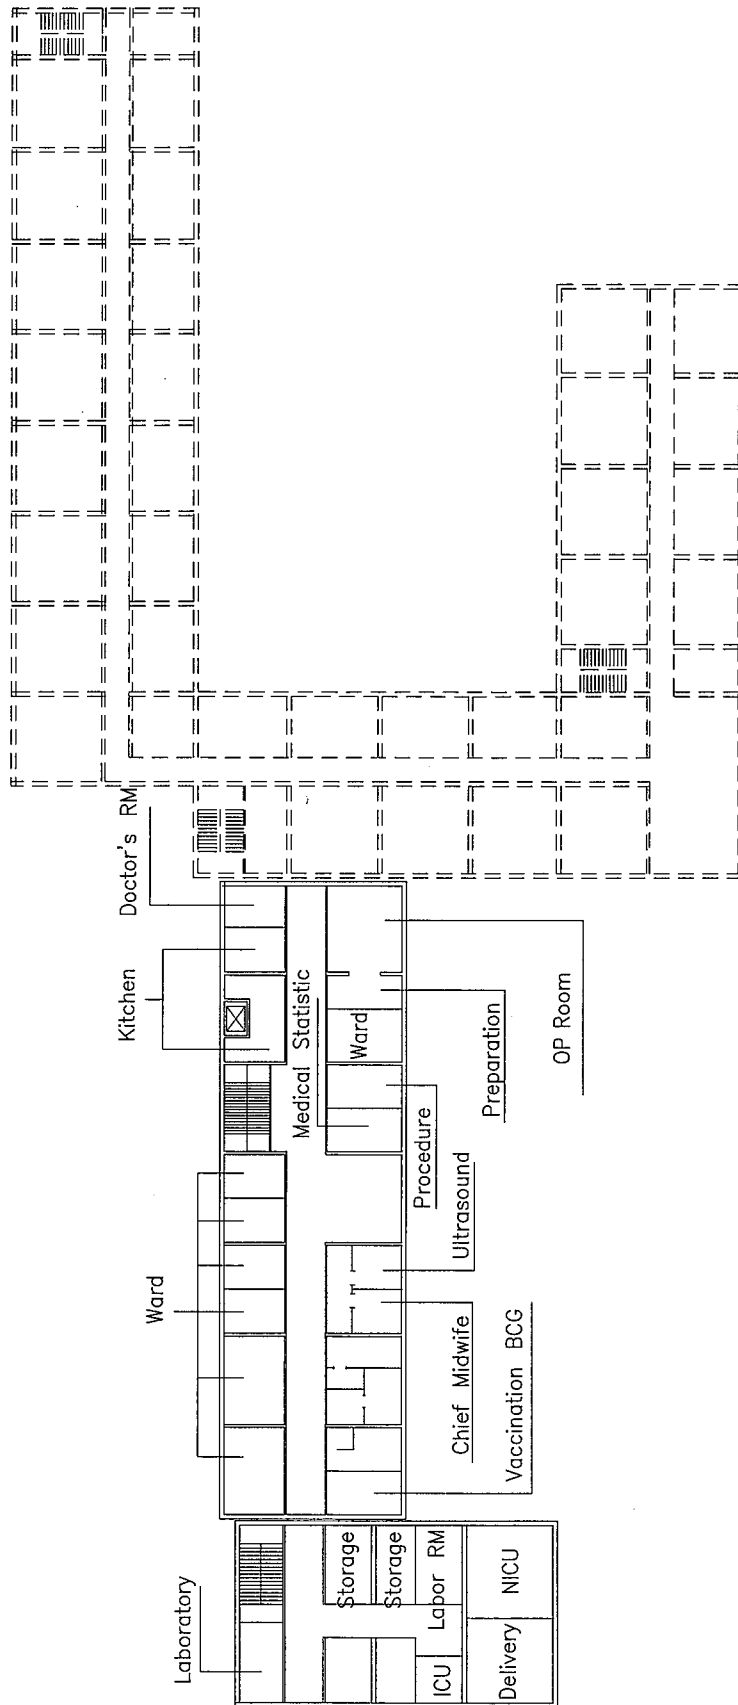 Laboratory
Ward
Kitchen
Doctor's RM
Medical Statistic
Ward
Storage
Storage
Labor RM
ICU
Delivery
NICU
Vaccination BCG
Chief Midwife
Ultrasound
Procedure
Preparation
OP Room